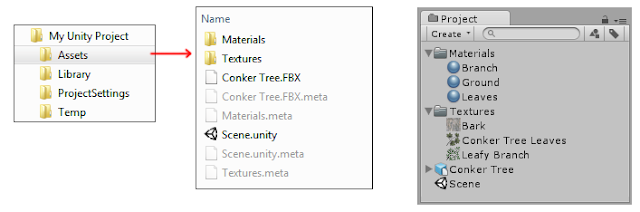 My Unity Project
Assets
Library
ProjectSettings
Temp
Name
Materials
Textures
Conker Tree.FBX
Conker Tree.FBX.meta
Materials.meta
Scene.unity
Scene.unity.meta
Textures.meta
Project
Create
Materials
Branch
Ground
Leaves
Textures
Bark
Conker Tree Leaves
Leafy Branch
Conker Tree
Scene